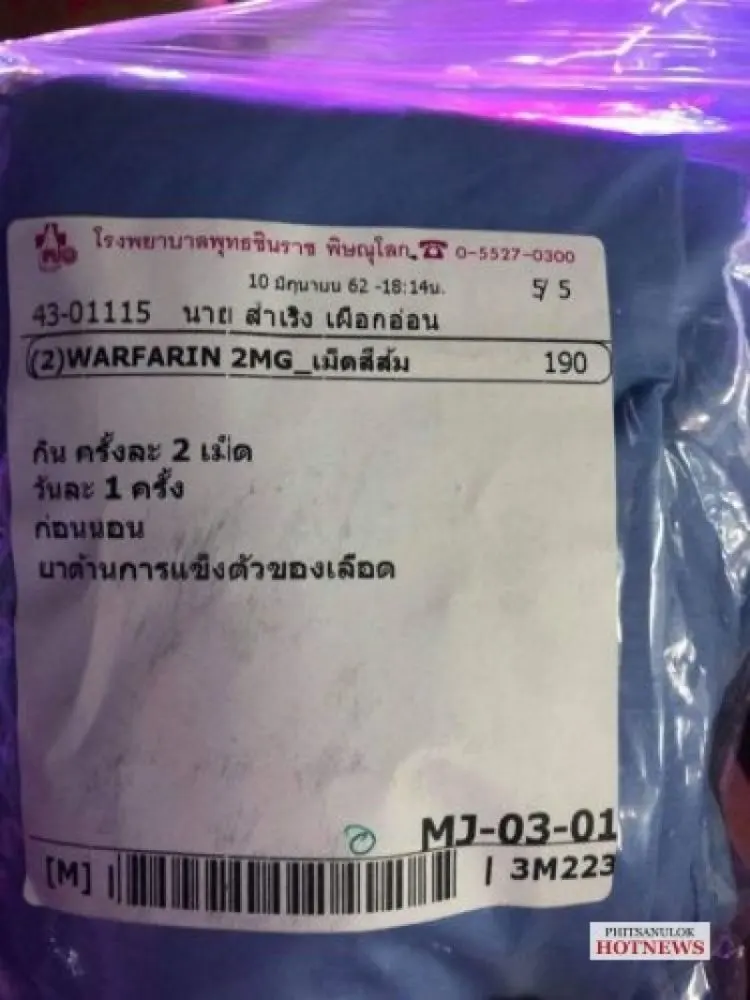 โรงพยาบาลพุทธชินราช พิษณุโลก ☎ 0-5527-0300
10 มิถุนายน 62 -18:14น. 5/ 5
43-01115 นาย สำเริง เผือกอ่อน
(2)WARFARIN 2MG_เม็ดสีส้ม 190
กิน ครั้งละ 2 เม็ด
วันละ 1 ครั้ง
ก่อนนอน
ยาต้านการแข็งตัวของเลือด
MJ-03-01
[M] | | 3M223
PHITSANULOK
HOTNEWS